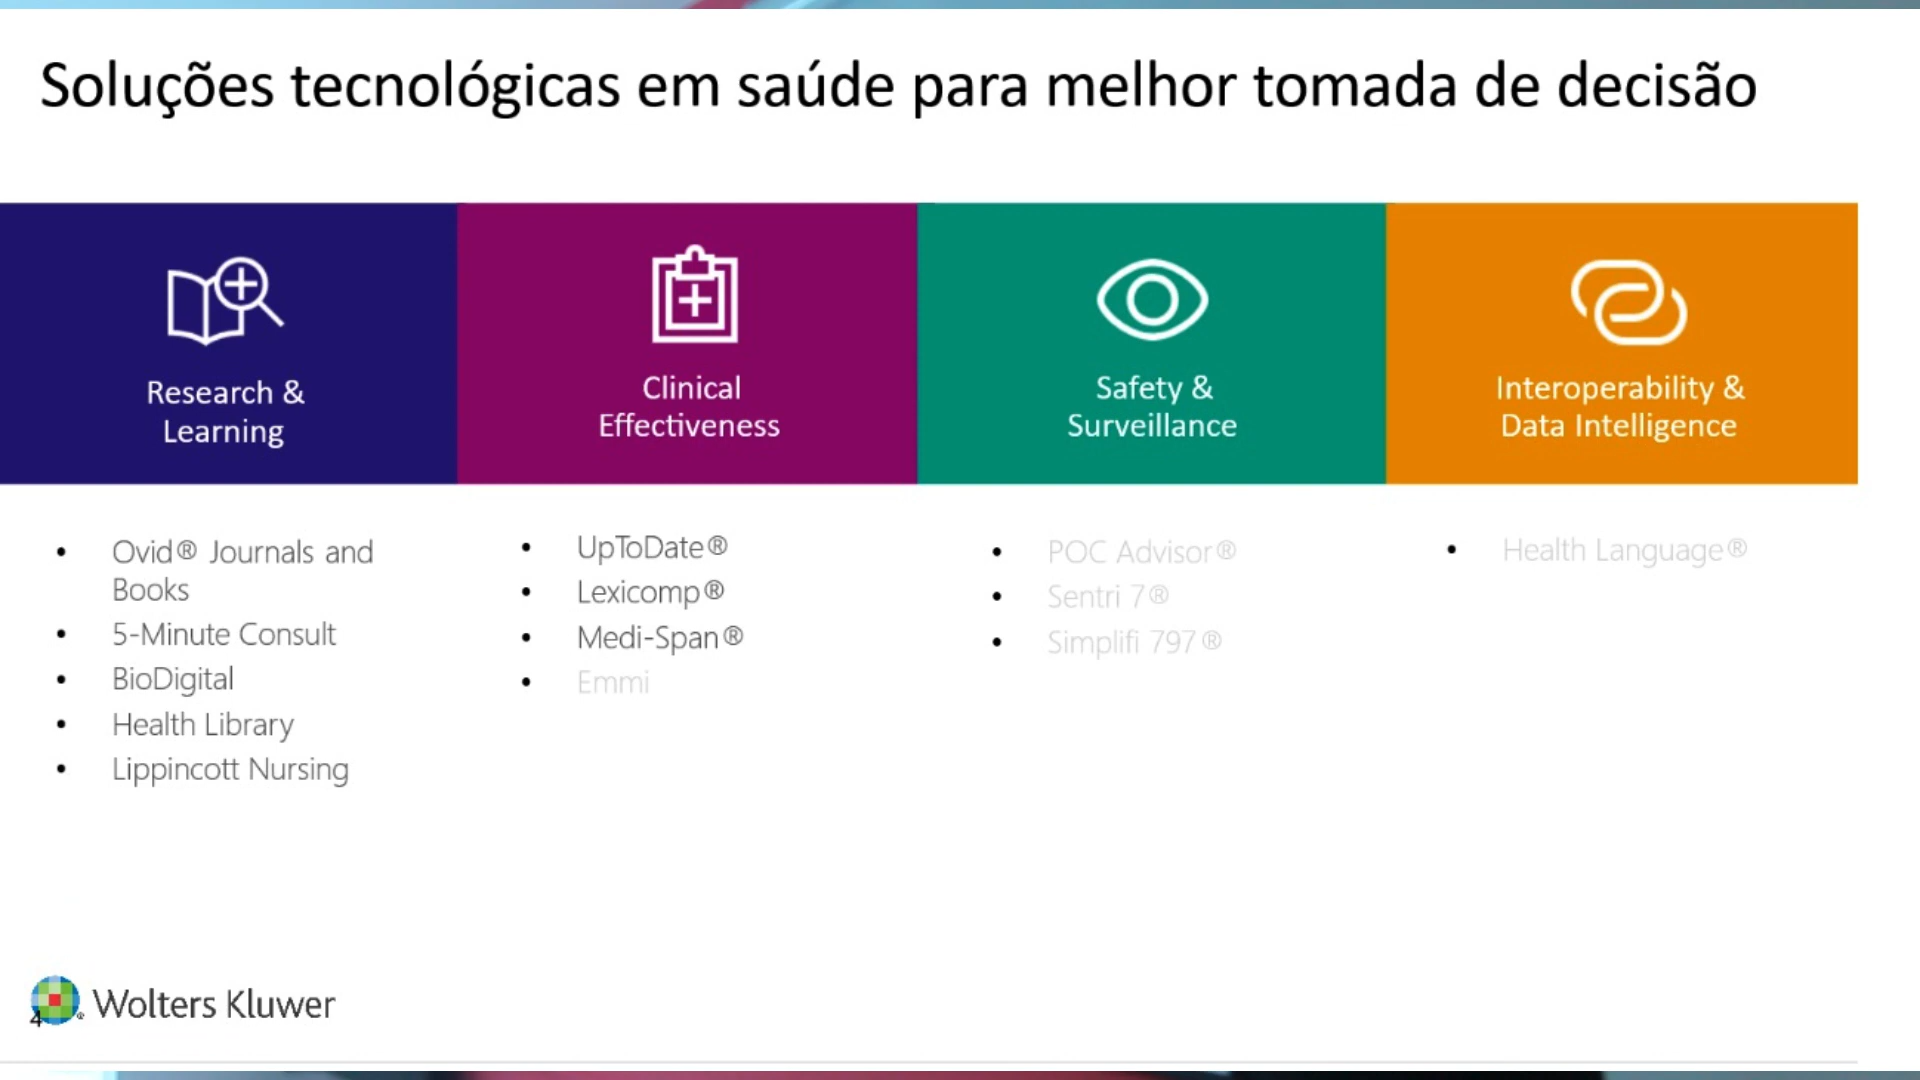 Soluções tecnológicas em saúde para melhor tomada de decisão
Research &
Learning
Clinical
Effectiveness
Safety &
Surveillance
Interoperability &
Data Intelligence
• Ovid® Journals and
Books
• 5-Minute Consult
• BioDigital
• Health Library
• Lippincott Nursing
• UpToDate®
• Lexicomp®
• Medi-Span®
• Emmi
• POC Advisor®
• Sentri 7®
• Simplifi 797®
• Health Language®
Wolters Kluwer
4